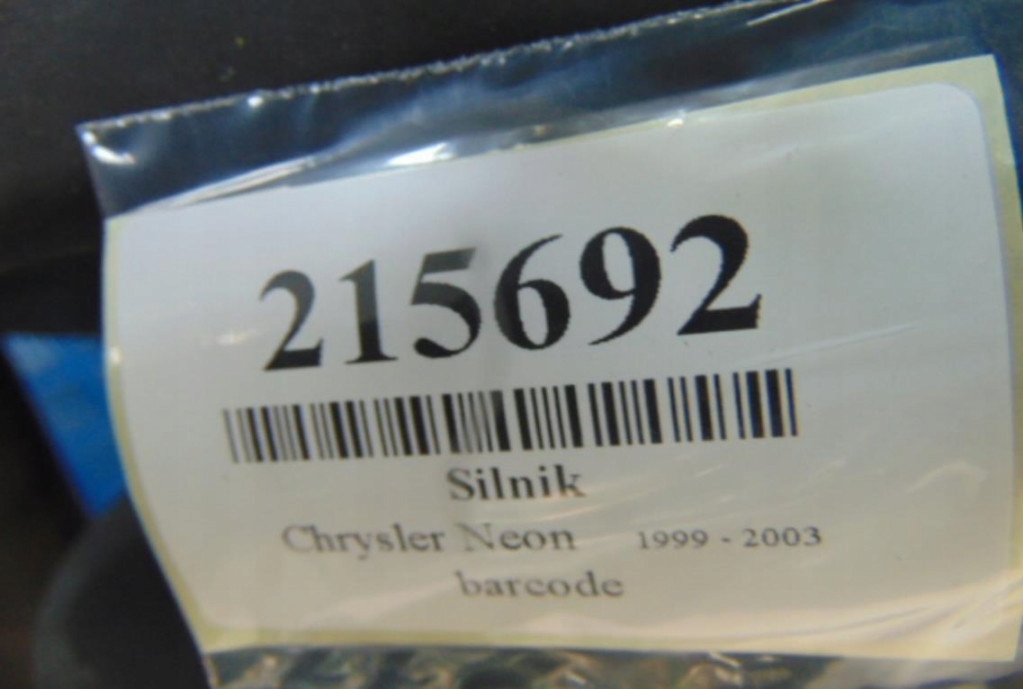 215692
Silnik
Chrysler Neon 1999 - 2003
barcode